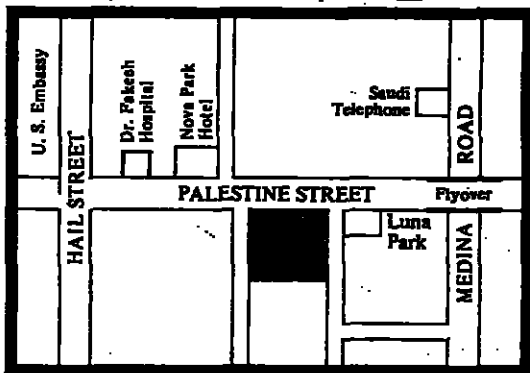 U. S. Embassy
HAIL STREET
Dr. Fakeeh
Hospital
Nova Park
Hotel
Saudi
Telephone
ROAD
PALESTINE STREET
Flyover
Luna
Park
MEDINA